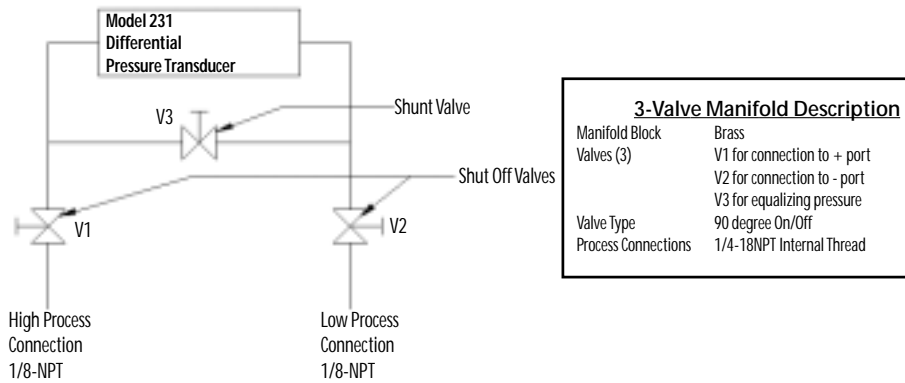 Model 231
Differential
Pressure Transducer
V3
Shunt Valve
Shut Off Valves
V1
V2
High Process
Connection
1/8-NPT
Low Process
Connection
1/8-NPT
3-Valve Manifold Description
Manifold Block Brass
Valves (3) V1 for connection to + port
V2 for connection to - port
V3 for equalizing pressure
Valve Type 90 degree On/Off
Process Connections 1/4-18NPT Internal Thread